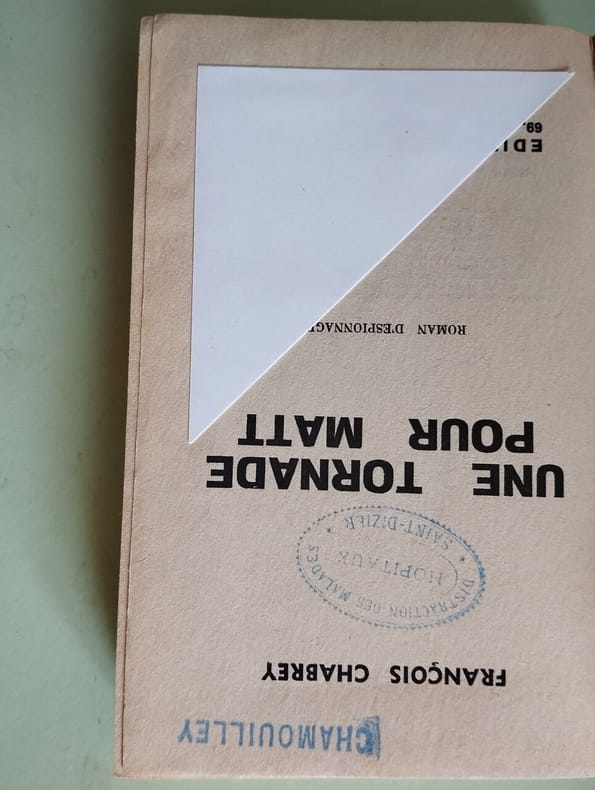 CHAMOUILLEY
FRANÇOIS CHABREY
DISTRACTION DES MALADES
HOPITAUX
* SAINT-DIZIER *
UNE TORNADE
POUR MATT
ROMAN D'ESPIONNAGE
EDI
69,